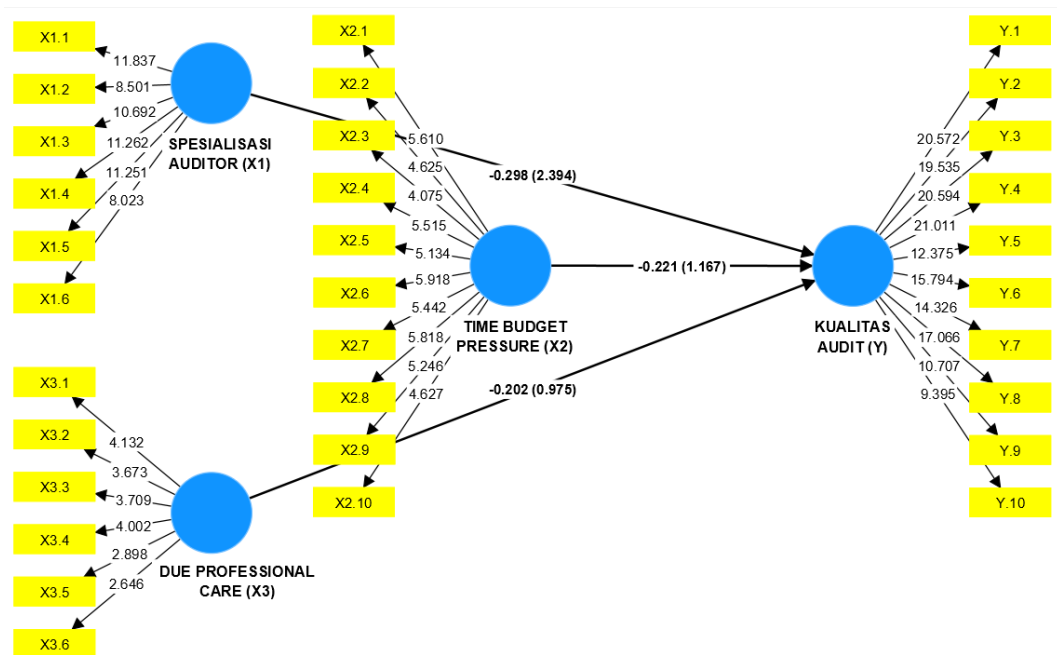 X1.1
X1.2
X1.3
X1.4
X1.5
X1.6
11.837
8.501
10.692
11.262
11.251
8.023
SPESIALISASI
AUDITOR (X1)
X3.1
X3.2
X3.3
X3.4
X3.5
X3.6
4.132
3.673
3.709
4.002
2.898
2.646
DUE PROFESSIONAL
CARE (X3)
X2.1
X2.2
X2.3
X2.4
X2.5
X2.6
X2.7
X2.8
X2.9
X2.10
5.610
4.625
4.075
5.515
5.134
5.918
5.442
5.818
5.246
4.627
TIME BUDGET
PRESSURE (X2)
-0.298 (2.394)
-0.221 (1.167)
-0.202 (0.975)
KUALITAS
AUDIT (Y)
20.572
19.535
20.594
21.011
12.375
15.794
14.326
17.066
10.707
9.395
Y.1
Y.2
Y.3
Y.4
Y.5
Y.6
Y.7
Y.8
Y.9
Y.10